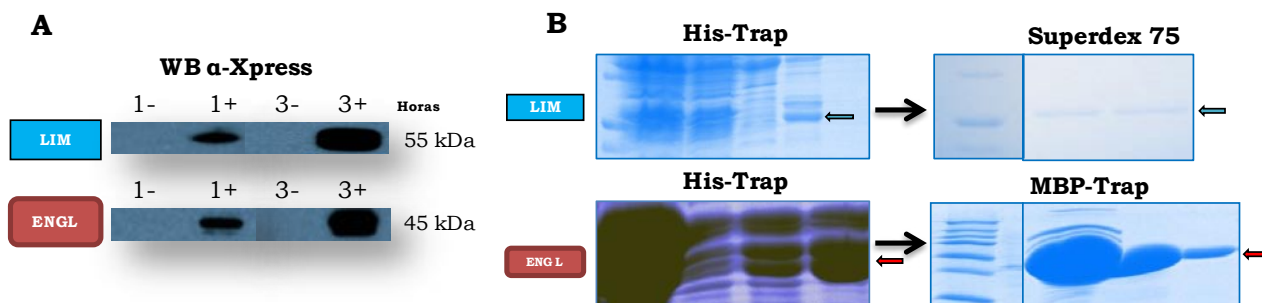 A
WB α-Xpress
1- 1+ 3- 3+ Horas
LIM 55 kDa
1- 1+ 3- 3+
ENGL 45 kDa
B
His-Trap Superdex 75
LIM
His-Trap MBP-Trap
ENG L